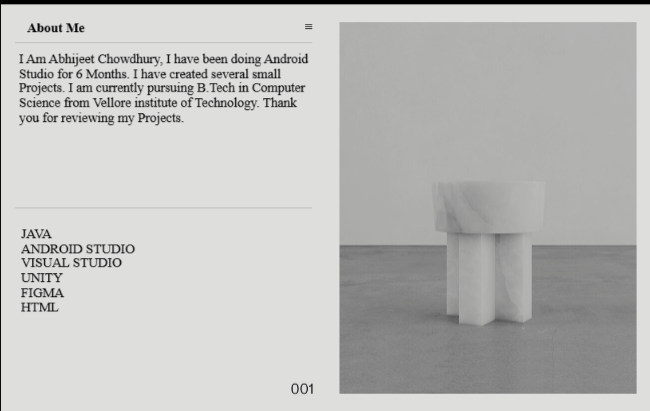 About Me
I Am Abhijeet Chowdhury, I have been doing Android
Studio for 6 Months. I have created several small
Projects. I am currently pursuing B.Tech in Computer
Science from Vellore institute of Technology. Thank
you for reviewing my Projects.
JAVA
ANDROID STUDIO
VISUAL STUDIO
UNITY
FIGMA
HTML
001